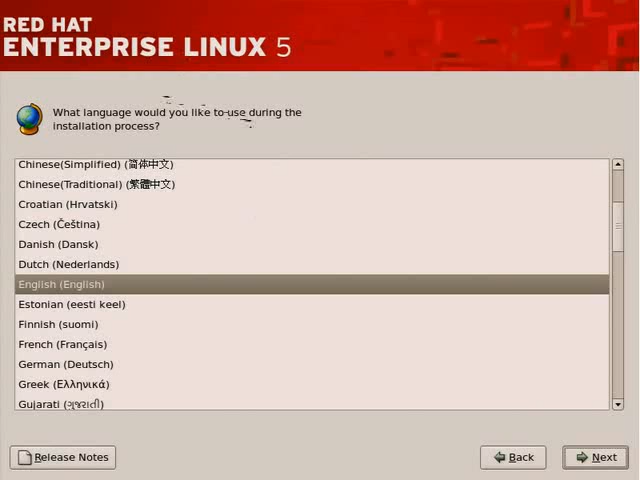 RED HAT
ENTERPRISE LINUX 5
What language would you like to use during the
installation process?
Chinese(Simplified) (简体中文)
Chinese(Traditional) (繁體中文)
Croatian (Hrvatski)
Czech (Čeština)
Danish (Dansk)
Dutch (Nederlands)
English (English)
Estonian (eesti keel)
Finnish (suomi)
French (Français)
German (Deutsch)
Greek (Ελληνικά)
Gujarati (ગુજરાતી)
Release Notes
Back
Next